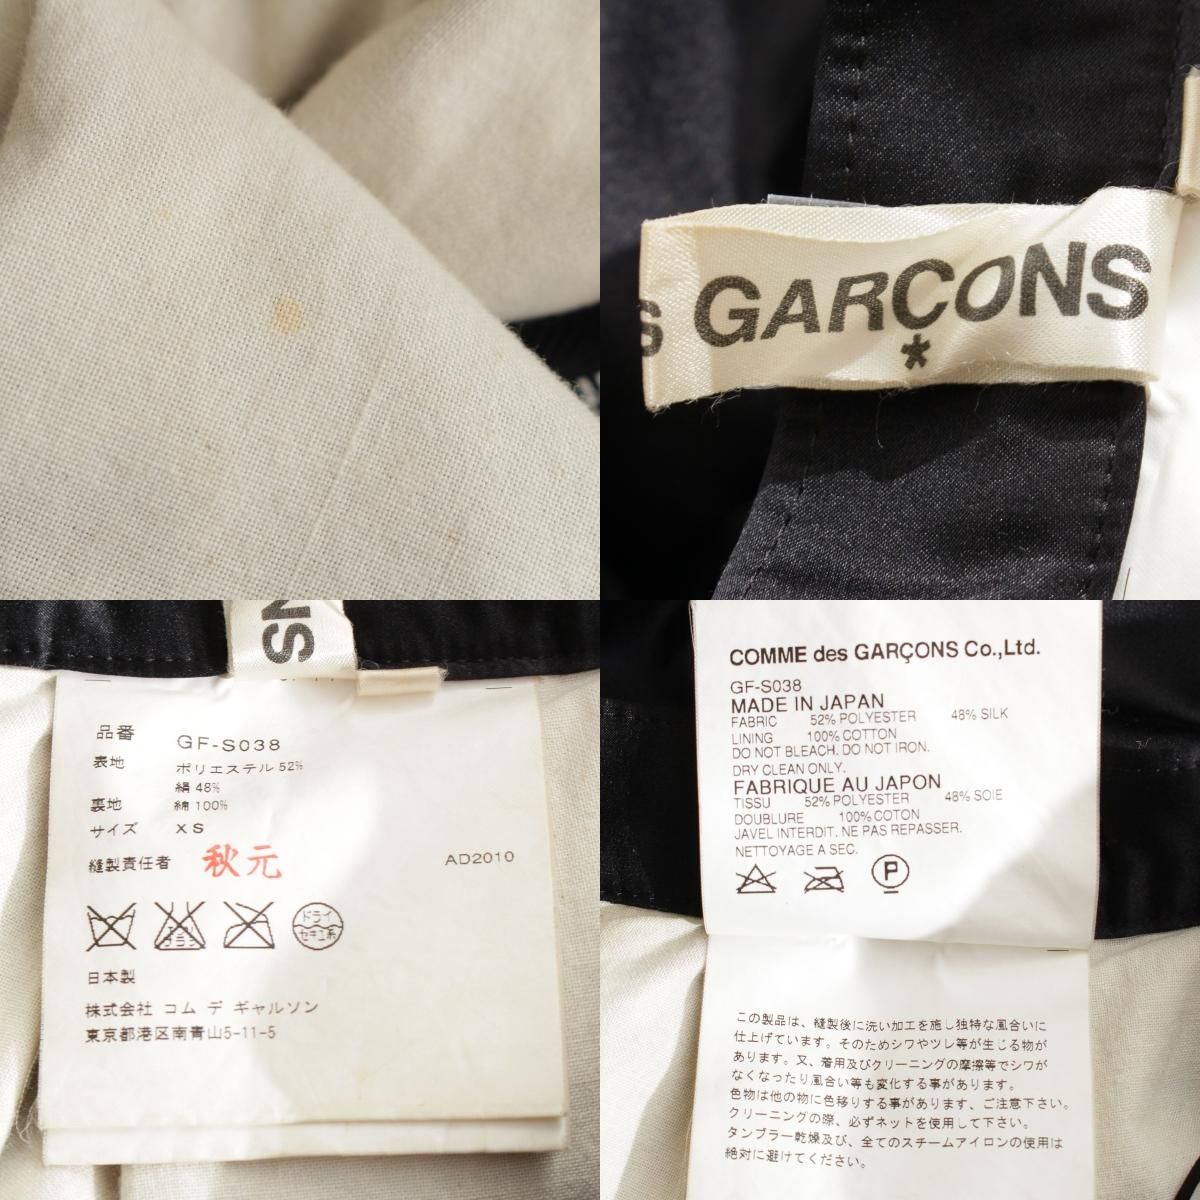 S GARÇONS
*
NS
品番 GF-S038
表地 ポリエステル 52%
絹 48%
裏地 綿 100%
サイズ XS
縫製責任者 秋元 AD2010
ドライ
セキユ系
日本製
株式会社 コム デ ギャルソン
東京都港区南青山5-11-5
COMME des GARÇONS Co.,Ltd.
GF-S038
MADE IN JAPAN
FABRIC 52% POLYESTER 48% SILK
LINING 100% COTTON
DO NOT BLEACH. DO NOT IRON.
DRY CLEAN ONLY.
FABRIQUE AU JAPON
TISSU 52% POLYESTER 48% SOIE
DOUBLURE 100% COTON
JAVEL INTERDIT. NE PAS REPASSER.
NETTOYAGE A SEC.
P
この製品は、縫製後に洗い加工を施し独特な風合いに
仕上げています。そのためシワやツレ等が生じる物が
あります。又、着用及びクリーニングの摩擦等でシワが
なくなったり風合い等も変化する事があります。
色物は他の物に色移りする事があります、ご注意下さい。
クリーニングの際、必ずネットを使用して下さい。
タンブラー乾燥及び、全てのスチームアイロンの使用は
絶対に避けてください。